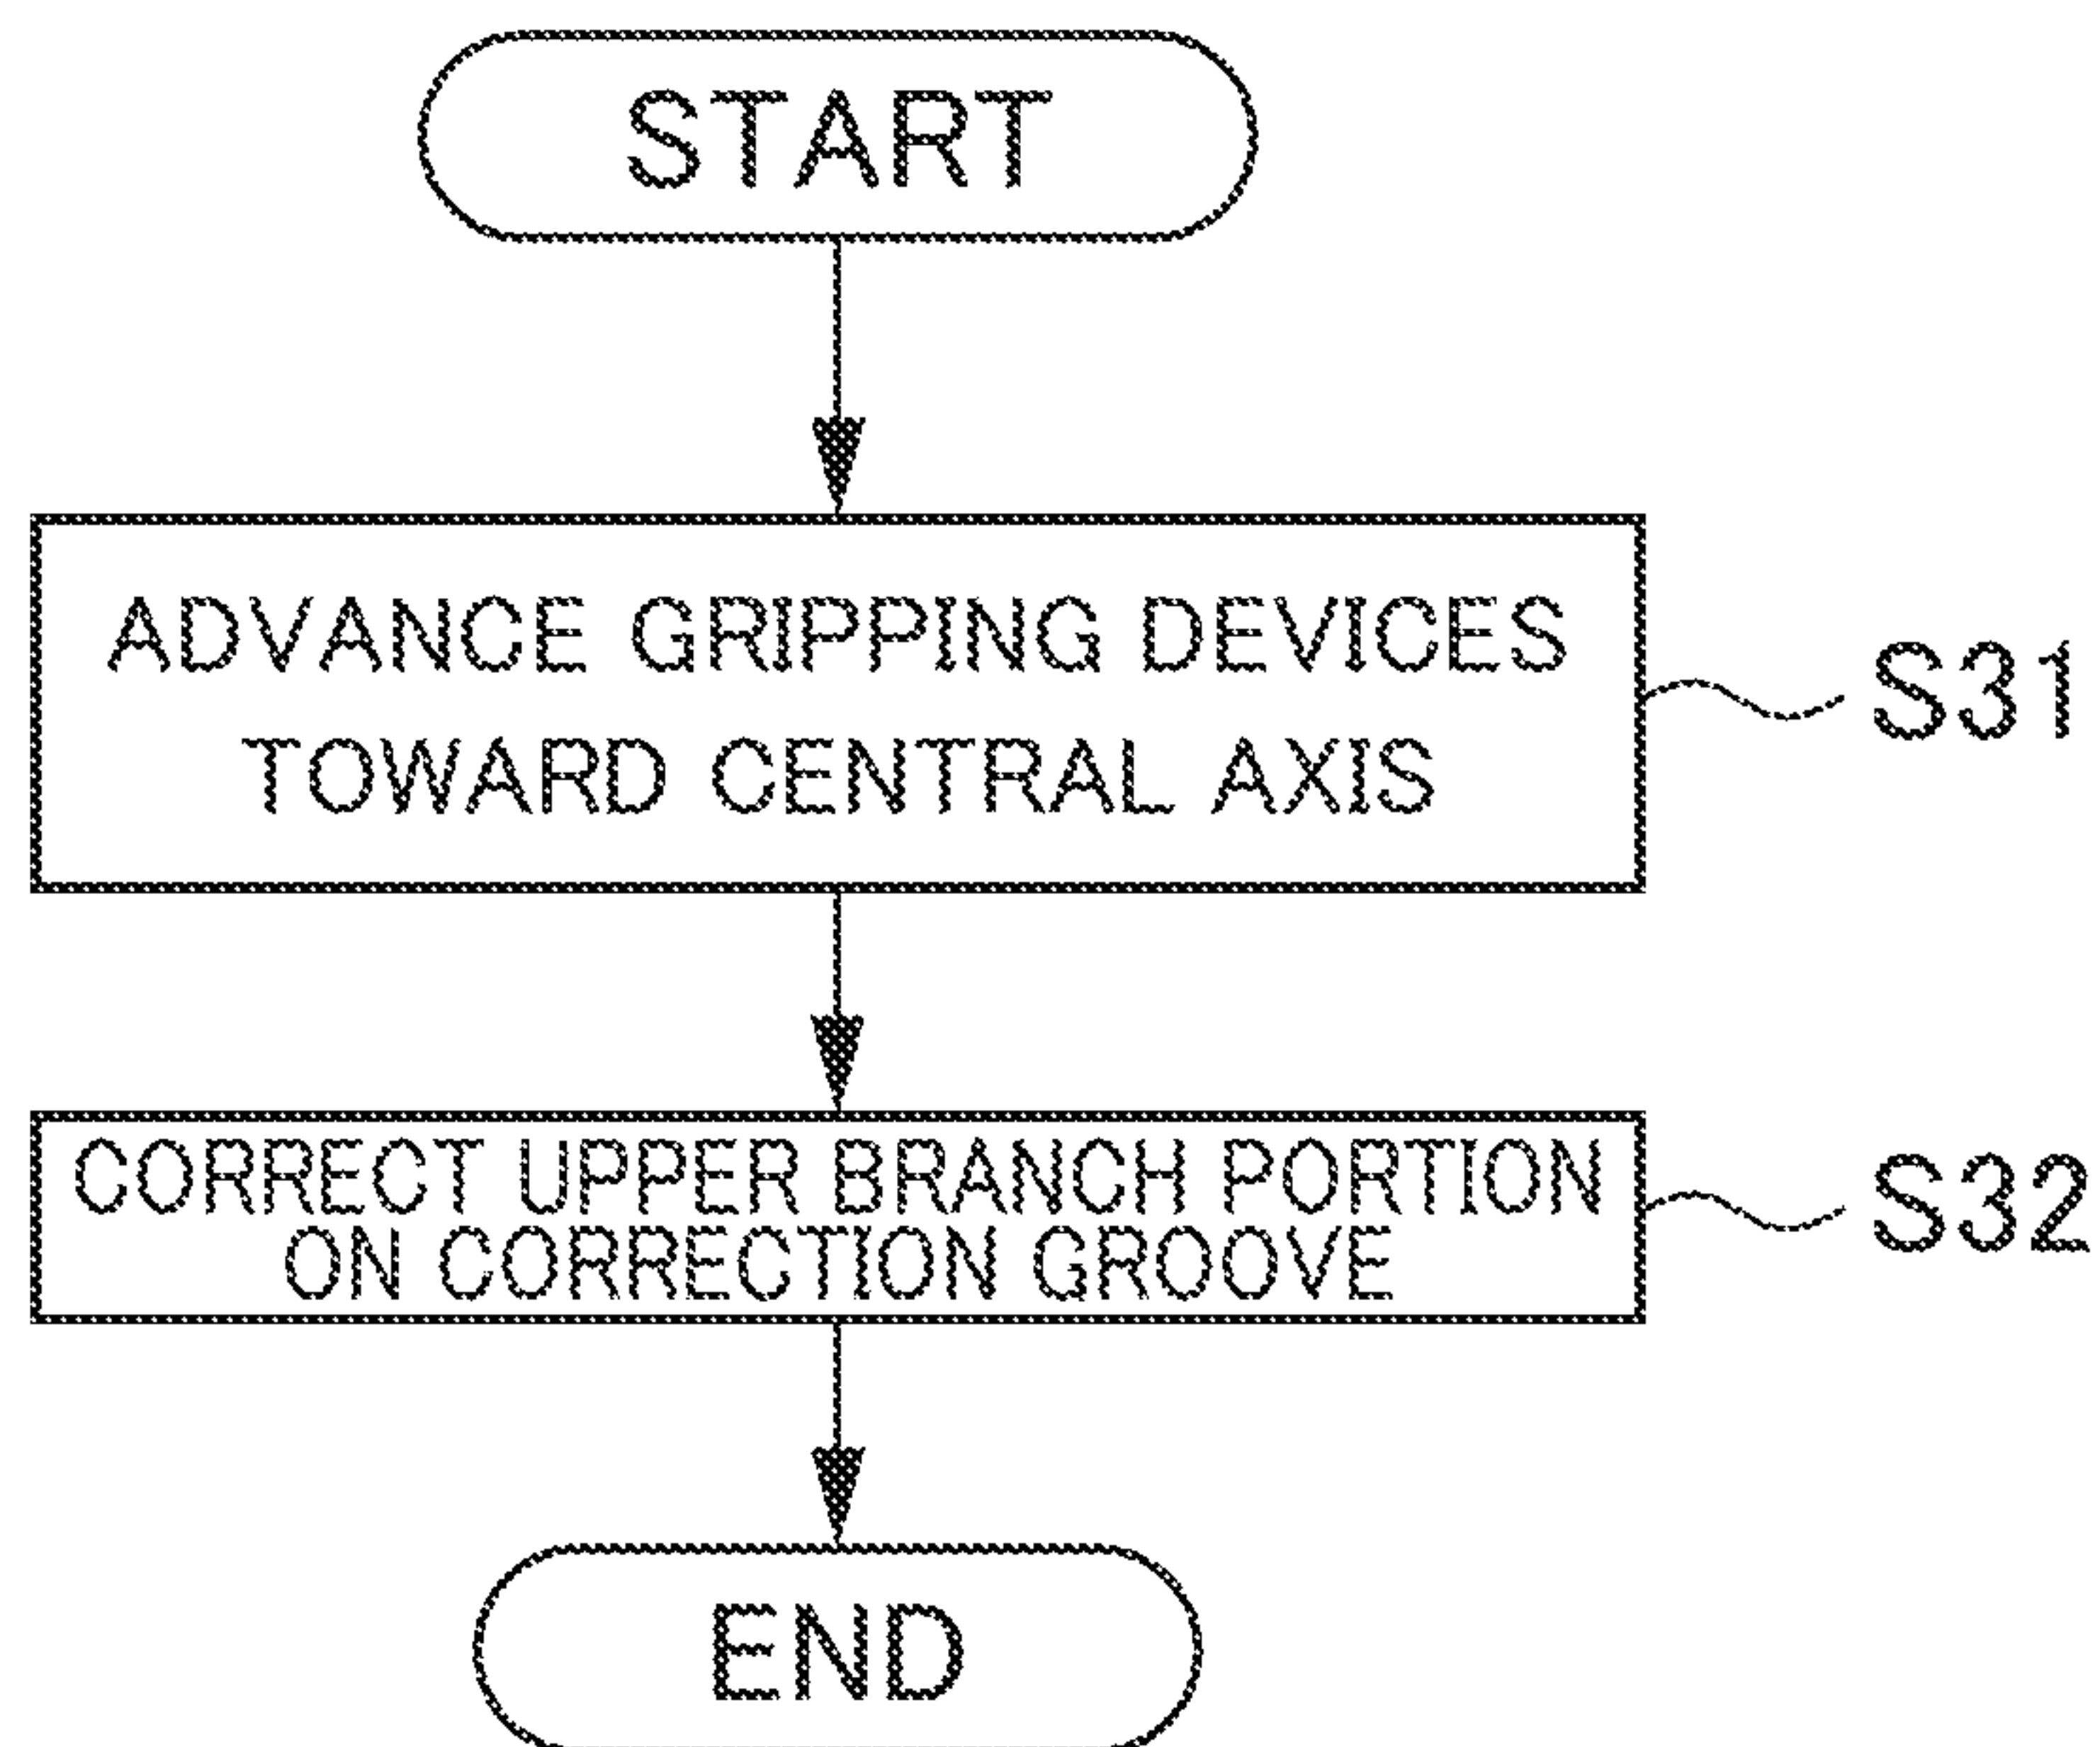 START
ADVANCE GRIPPING DEVICES
TOWARD CENTRAL AXIS
S31
CORRECT UPPER BRANCH PORTION
ON CORRECTION GROOVE
S32
END